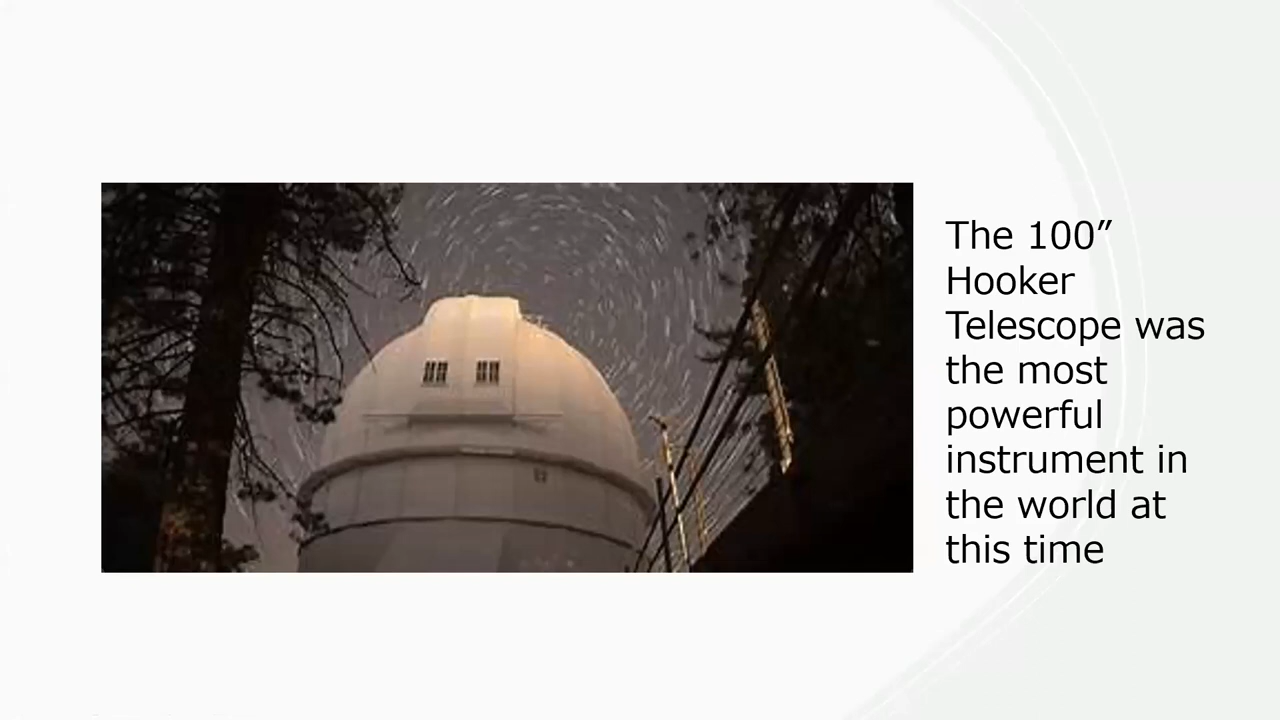 The 100”
Hooker
Telescope was
the most
powerful
instrument in
the world at
this time